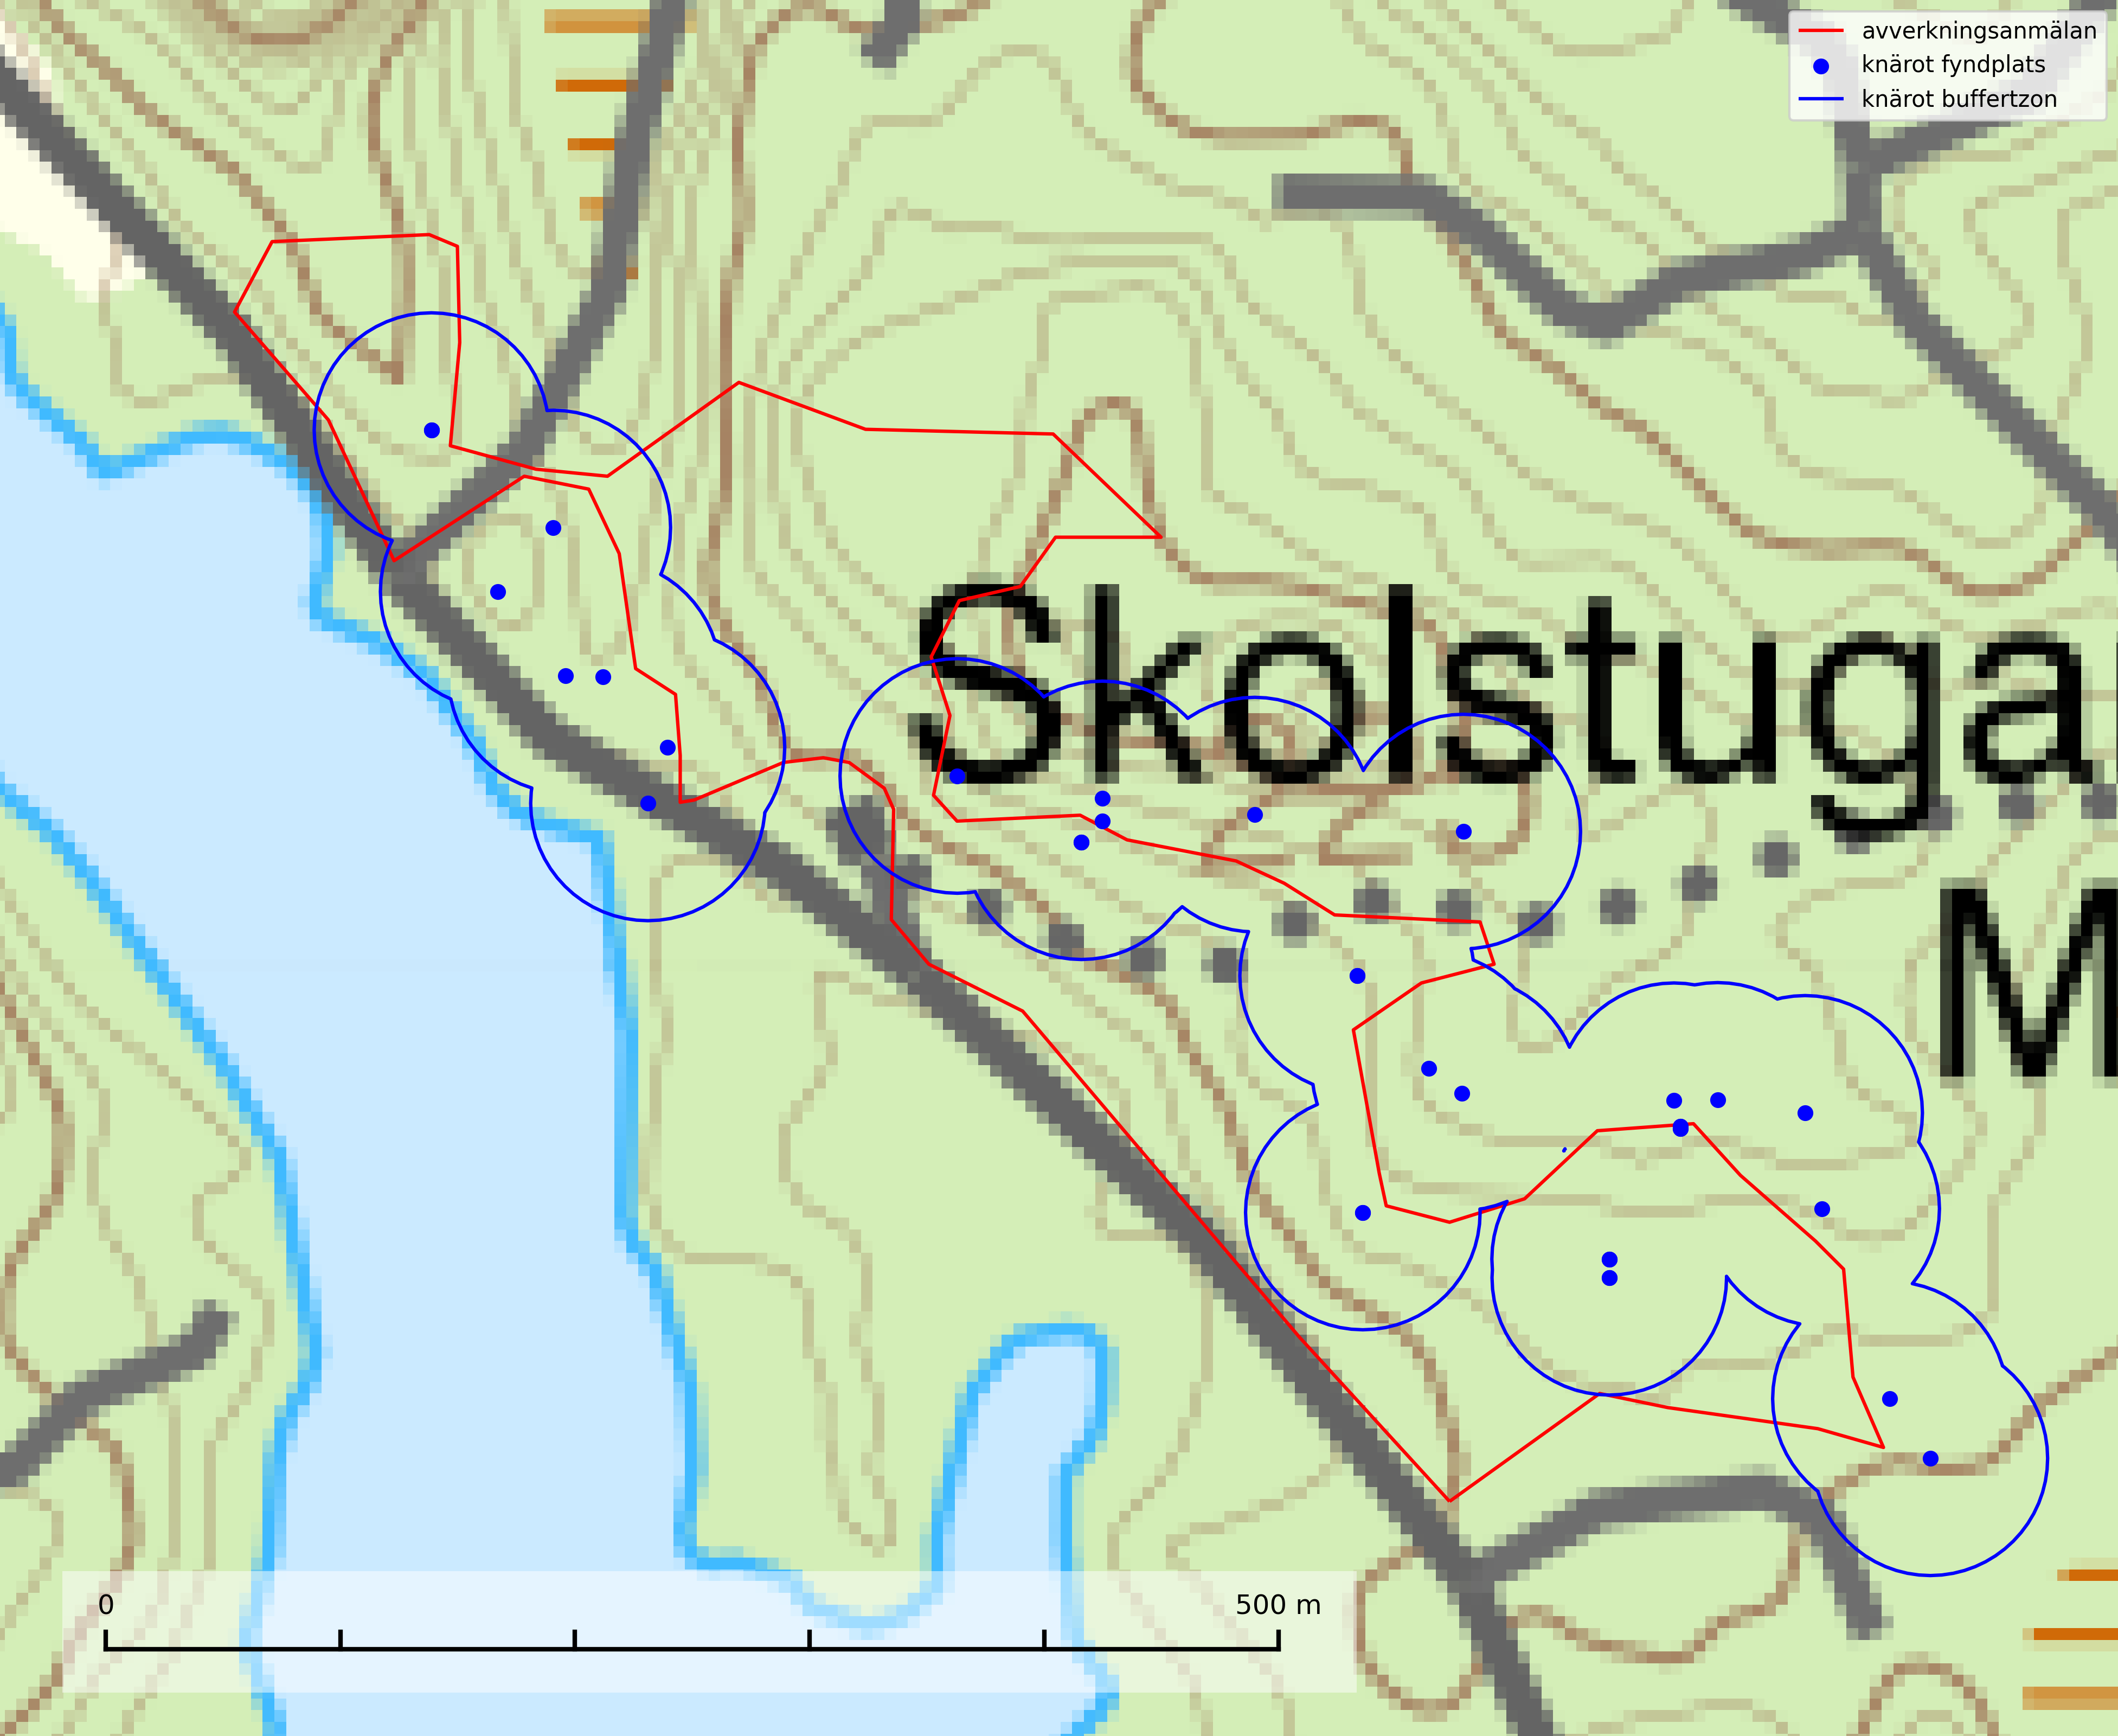 avverkningsanmälan
knärot fyndplats
knärot buffertzon
Skolstuga
M
0 500 m